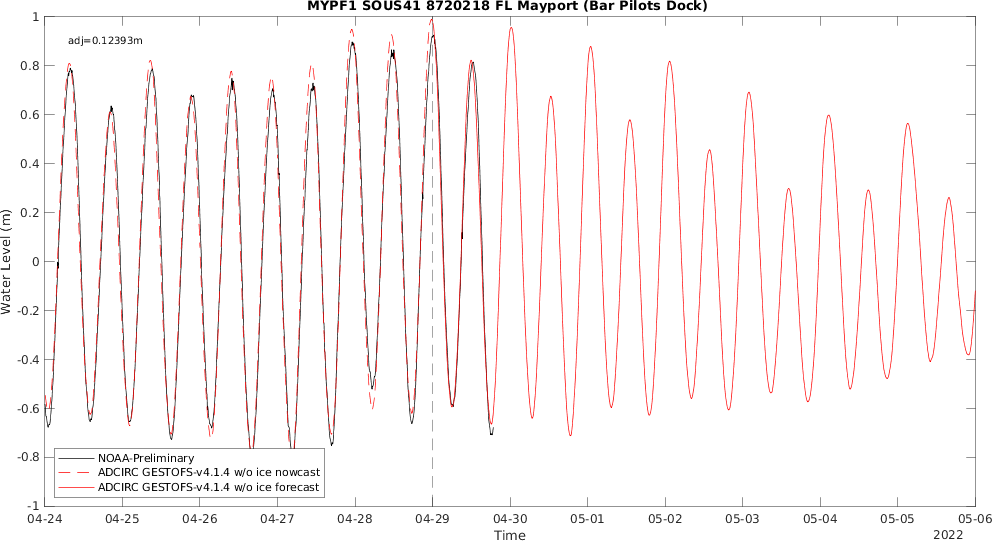 MYPF1 SOUS41 8720218 FL Mayport (Bar Pilots Dock)
adj=0.12393m
1
0.8
0.6
0.4
0.2
0
-0.2
-0.4
-0.6
-0.8
-1
Water Level (m)
NOAA-Preliminary
ADCIRC GESTOFS-v4.1.4 w/o ice nowcast
ADCIRC GESTOFS-v4.1.4 w/o ice forecast
04-24 04-25 04-26 04-27 04-28 04-29 04-30 05-01 05-02 05-03 05-04 05-05 05-06
Time
2022